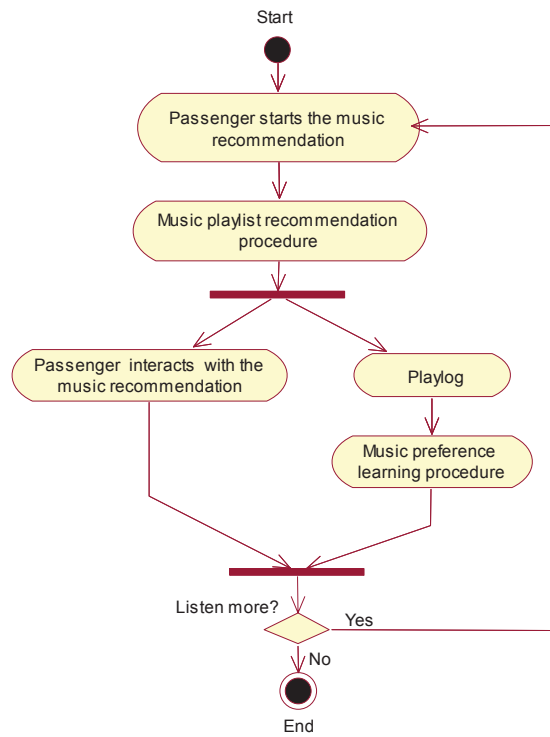 Start
Passenger starts the music
recommendation
Music playlist recommendation
procedure
Passenger interacts with the
music recommendation
Playlog
Music preference
learning procedure
Listen more?
Yes
No
End